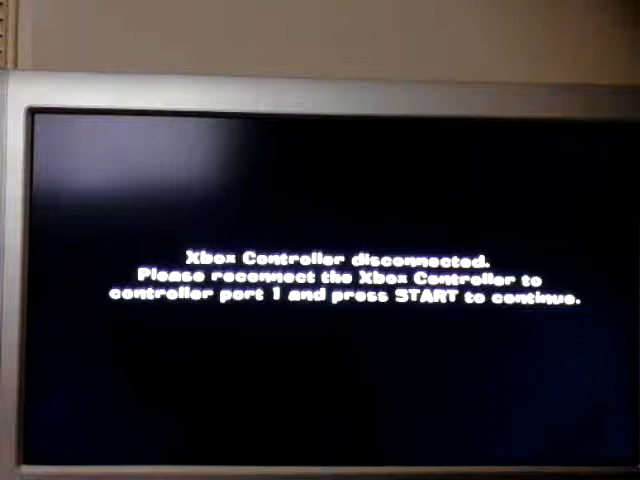 Xbox Controller disconnected.
Please reconnect the Xbox Controller to
controller port 1 and press START to continue.